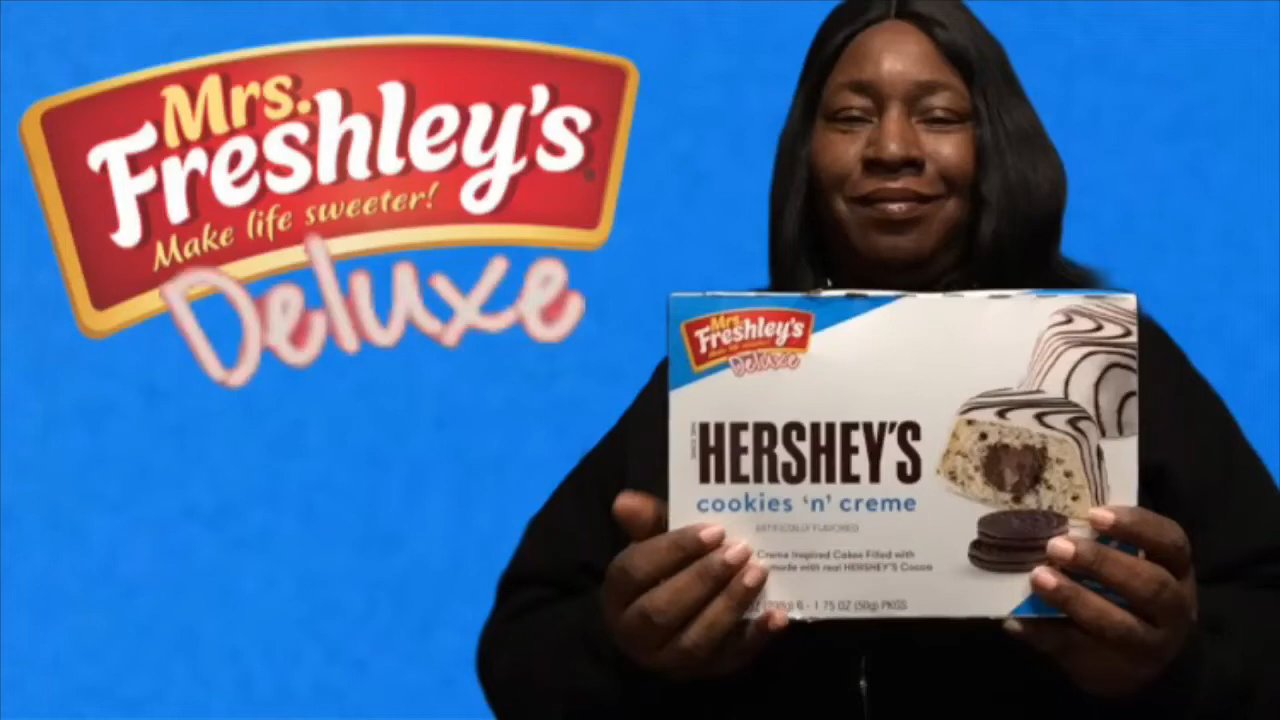 Mrs.
Freshley's
Make life sweeter!
Deluxe
Mrs.
Freshley's
Deluxe
HERSHEY'S
cookies 'n' creme
ARTIFICIALLY FLAVORED
Creme Inspired Cakes Filled with
made with real HERSHEY'S Cocoa
6 - 1.75 OZ (50g) PKGS